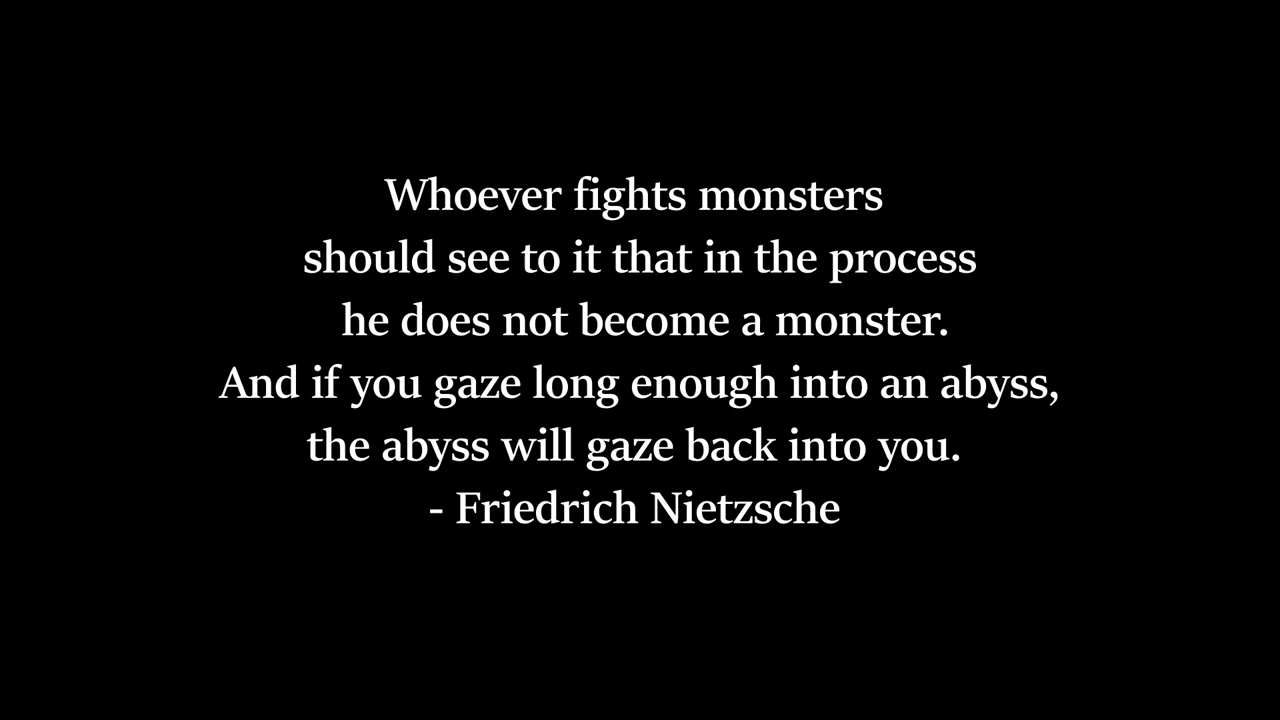 Whoever fights monsters
should see to it that in the process
he does not become a monster.
And if you gaze long enough into an abyss,
the abyss will gaze back into you.
- Friedrich Nietzsche